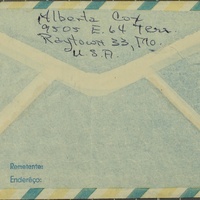 Alberta Cox
9505 E. 64 Terr
Raytown 33, Mo.
U.S.A.
Remetente:
Endereço: